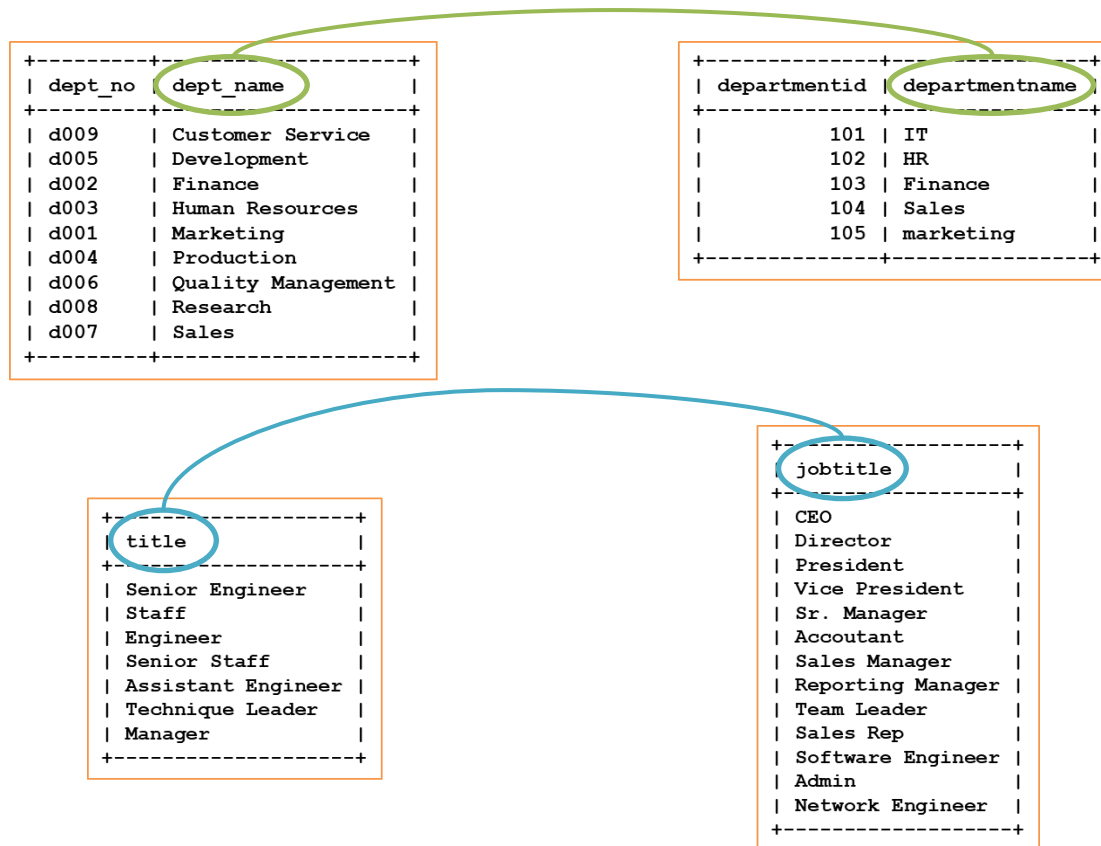 +---------+--------------------+
| dept_no | dept_name          |
+---------+--------------------+
| d009    | Customer Service   |
| d005    | Development        |
| d002    | Finance            |
| d003    | Human Resources    |
| d001    | Marketing          |
| d004    | Production         |
| d006    | Quality Management |
| d008    | Research           |
| d007    | Sales              |
+---------+--------------------+
+--------------+----------------+
| departmentid | departmentname |
+--------------+----------------+
|          101 | IT             |
|          102 | HR             |
|          103 | Finance        |
|          104 | Sales          |
|          105 | marketing      |
+--------------+----------------+
+--------------------+
| title              |
+--------------------+
| Senior Engineer    |
| Staff              |
| Engineer           |
| Senior Staff       |
| Assistant Engineer |
| Technique Leader   |
| Manager            |
+--------------------+
+-------------------+
| jobtitle          |
+-------------------+
| CEO               |
| Director          |
| President         |
| Vice President    |
| Sr. Manager       |
| Accoutant         |
| Sales Manager     |
| Reporting Manager |
| Team Leader       |
| Sales Rep         |
| Software Engineer |
| Admin             |
| Network Engineer  |
+-------------------+